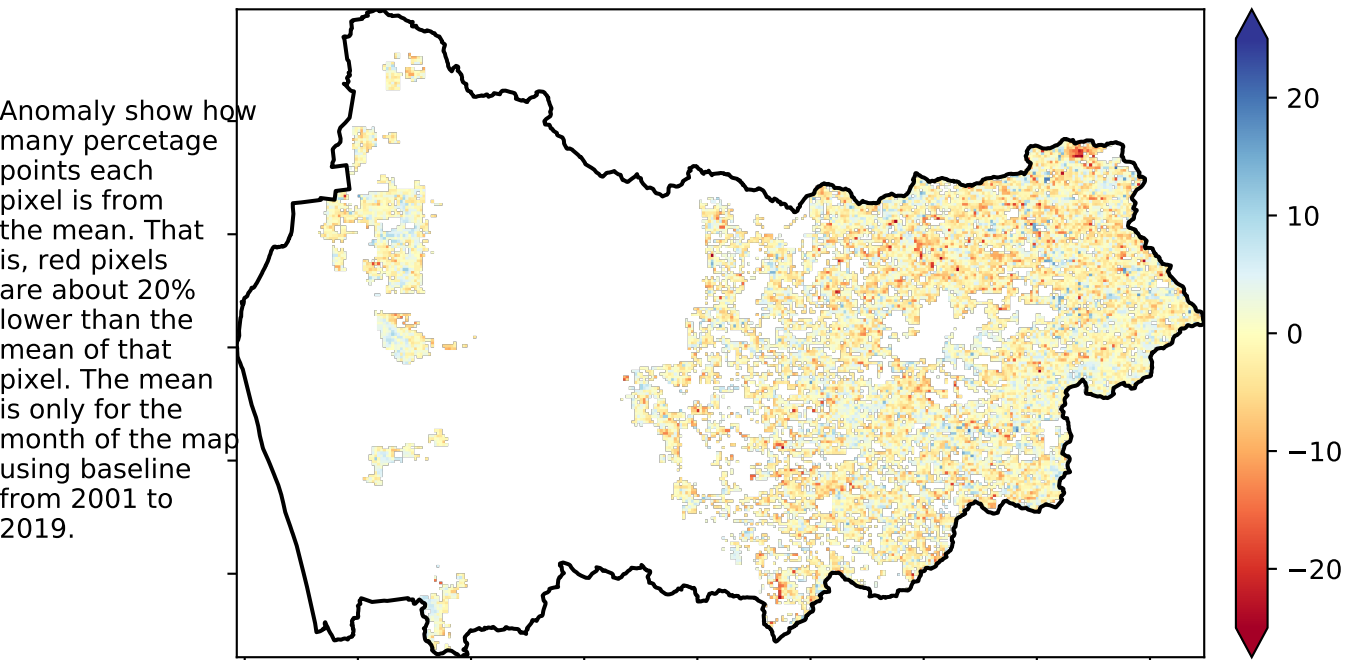 Anomaly show how
many percetage
points each
pixel is from
the mean. That
is, red pixels
are about 20%
lower than the
mean of that
pixel. The mean
is only for the
month of the map
using baseline
from 2001 to
2019.
20
10
0
−10
−20